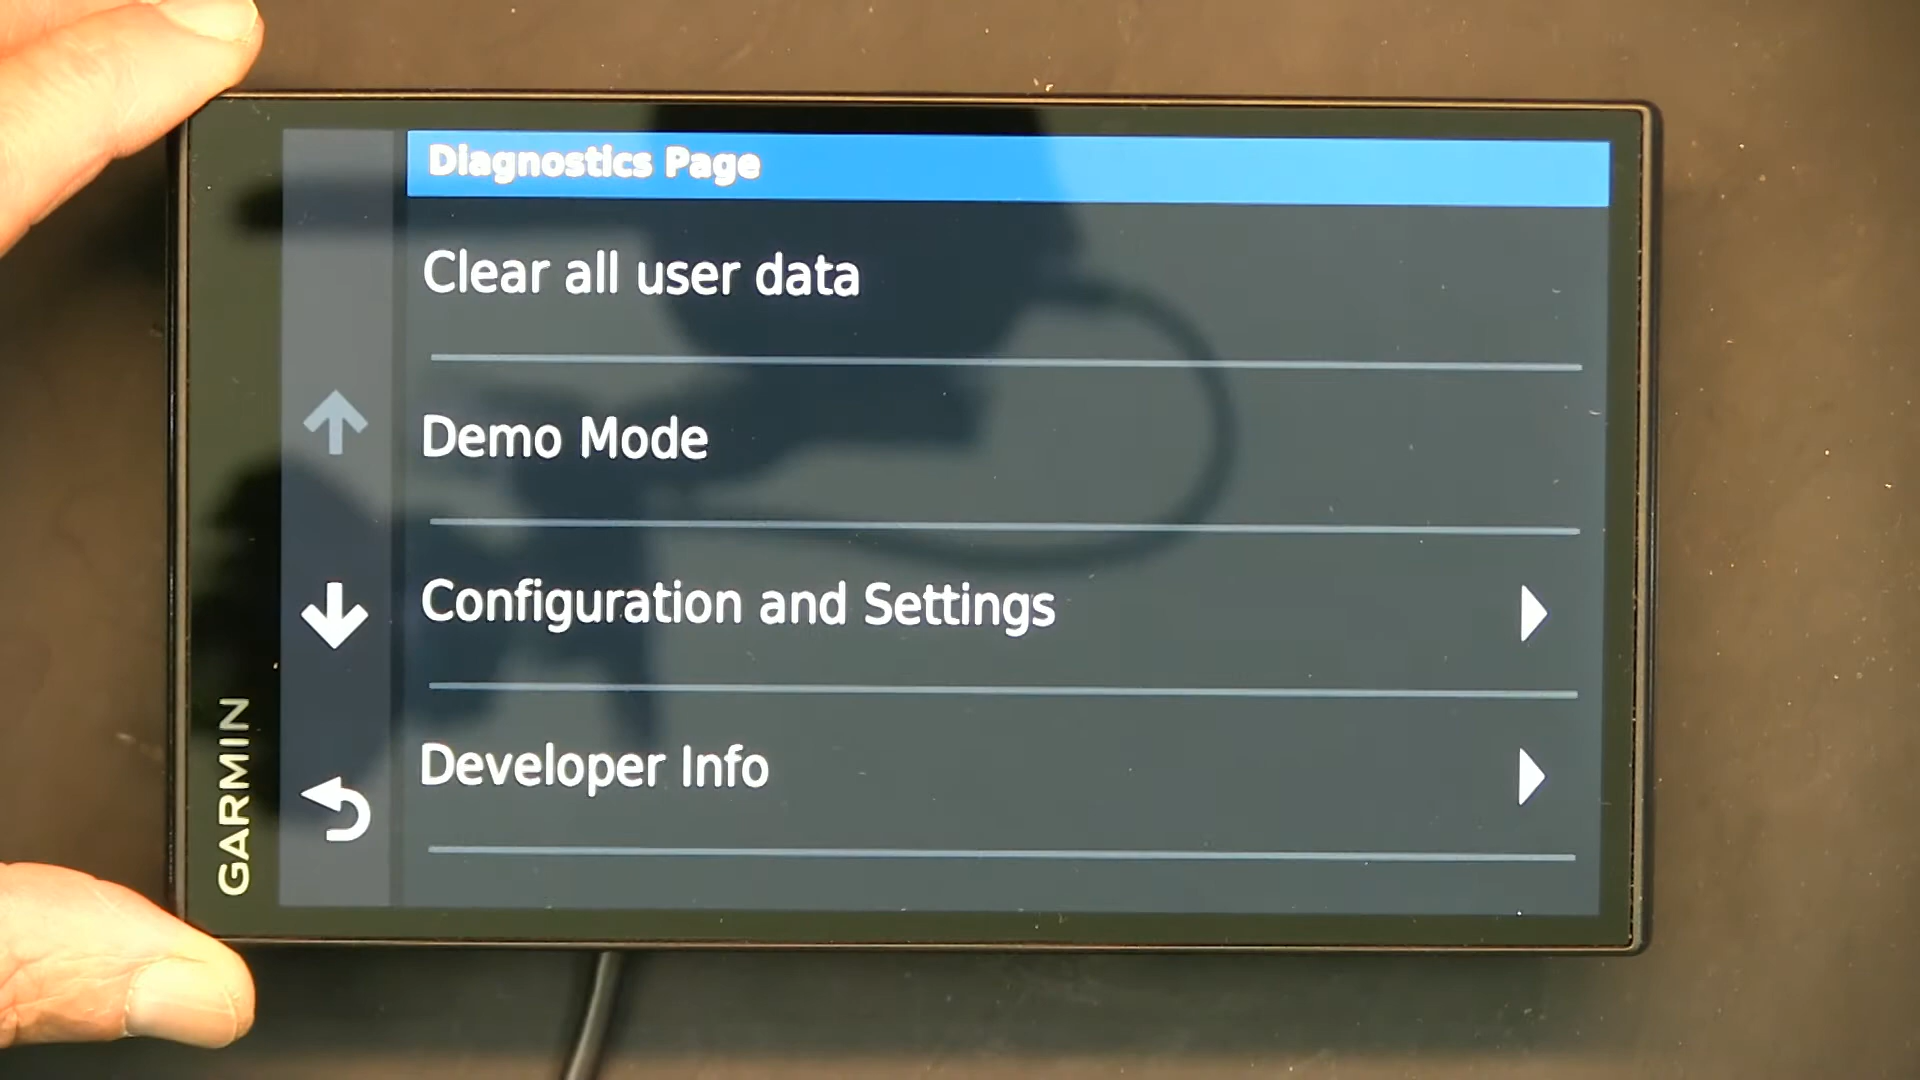 Diagnostics Page
Clear all user data
Demo Mode
Configuration and Settings
Developer Info
GARMIN